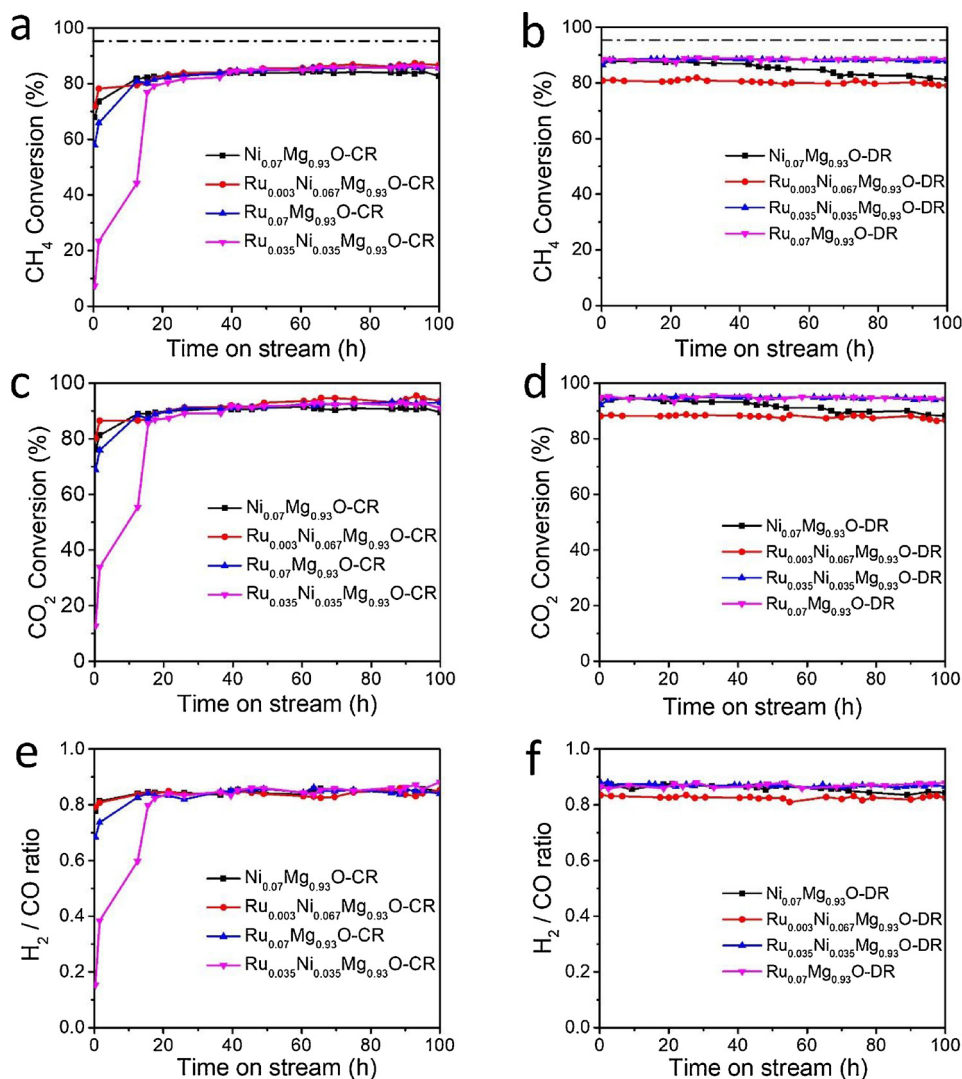 a
CH₄ Conversion (%)
100
80
60
40
20
0
Ni₀.₀₇Mg₀.₉₃O-CR
Ru₀.₀₀₃Ni₀.₀₆₇Mg₀.₉₃O-CR
Ru₀.₀₇Mg₀.₉₃O-CR
Ru₀.₀₃₅Ni₀.₀₃₅Mg₀.₉₃O-CR
0 20 40 60 80 100
Time on stream (h)
b
CH₄ Conversion (%)
100
80
60
40
20
0
Ni₀.₀₇Mg₀.₉₃O-DR
Ru₀.₀₀₃Ni₀.₀₆₇Mg₀.₉₃O-DR
Ru₀.₀₃₅Ni₀.₀₃₅Mg₀.₉₃O-DR
Ru₀.₀₇Mg₀.₉₃O-DR
0 20 40 60 80 100
Time on stream (h)
c
CO₂ Conversion (%)
100
80
60
40
20
0
Ni₀.₀₇Mg₀.₉₃O-CR
Ru₀.₀₀₃Ni₀.₀₆₇Mg₀.₉₃O-CR
Ru₀.₀₇Mg₀.₉₃O-CR
Ru₀.₀₃₅Ni₀.₀₃₅Mg₀.₉₃O-CR
0 20 40 60 80 100
Time on stream (h)
d
CO₂ Conversion (%)
100
80
60
40
20
0
Ni₀.₀₇Mg₀.₉₃O-DR
Ru₀.₀₀₃Ni₀.₀₆₇Mg₀.₉₃O-DR
Ru₀.₀₃₅Ni₀.₀₃₅Mg₀.₉₃O-DR
Ru₀.₀₇Mg₀.₉₃O-DR
0 20 40 60 80 100
Time on stream (h)
e
H₂ / CO ratio
1.0
0.8
0.6
0.4
0.2
0.0
Ni₀.₀₇Mg₀.₉₃O-CR
Ru₀.₀₀₃Ni₀.₀₆₇Mg₀.₉₃O-CR
Ru₀.₀₇Mg₀.₉₃O-CR
Ru₀.₀₃₅Ni₀.₀₃₅Mg₀.₉₃O-CR
0 20 40 60 80 100
Time on stream (h)
f
H₂ / CO ratio
1.0
0.8
0.6
0.4
0.2
0.0
Ni₀.₀₇Mg₀.₉₃O-DR
Ru₀.₀₀₃Ni₀.₀₆₇Mg₀.₉₃O-DR
Ru₀.₀₃₅Ni₀.₀₃₅Mg₀.₉₃O-DR
Ru₀.₀₇Mg₀.₉₃O-DR
0 20 40 60 80 100
Time on stream (h)